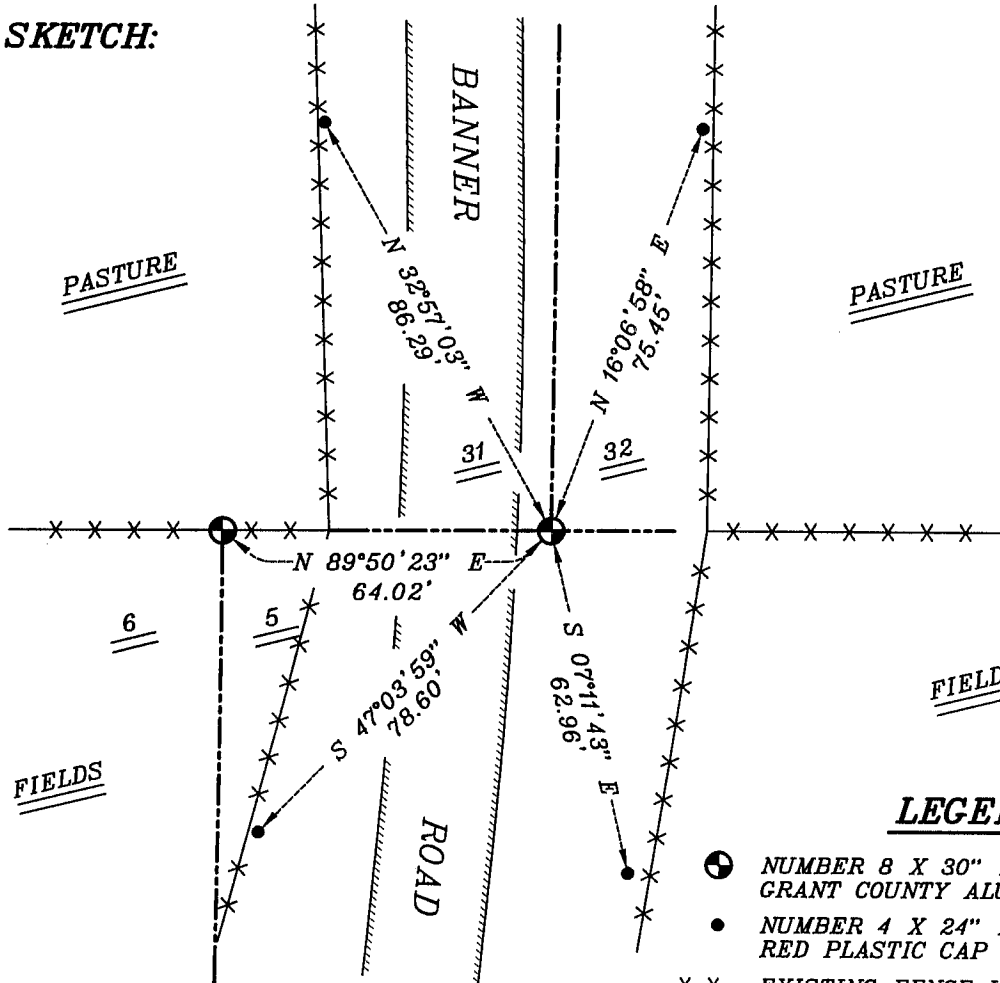 SKETCH:
BANNER
N 32°57'03" W
86.29'
N 16°06'58" E
75.45'
PASTURE
PASTURE
31
32
N 89°50'23" E
64.02'
6
5
S 47°03'59" W
78.60'
S 07°11'43" E
62.96'
FIELD
FIELDS
ROAD
LEGE
NUMBER 8 X 30"
GRANT COUNTY
NUMBER 4 X 24"
RED PLASTIC CAP